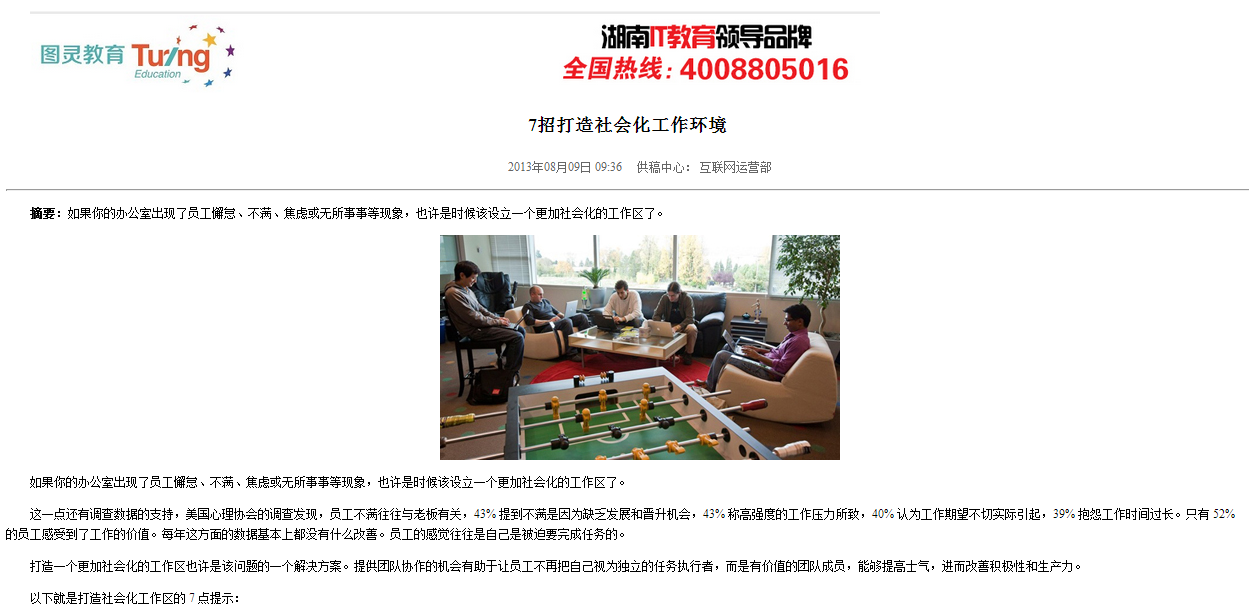 图灵教育 Turing
Education
湖南IT教育领导品牌
全国热线：4008805016
7招打造社会化工作环境
2013年08月09日 09:36 供稿中心： 互联网运营部
摘要：如果你的办公室出现了员工懈怠、不满、焦虑或无所事事等现象，也许是时候该设立一个更加社会化的工作区了。
如果你的办公室出现了员工懈怠、不满、焦虑或无所事事等现象，也许是时候该设立一个更加社会化的工作区了。
这一点还有调查数据的支持，美国心理协会的调查发现，员工不满往往与老板有关，43% 提到不满是因为缺乏发展和晋升机会，43% 称高强度的工作压力所致，40% 认为工作期望不切实际引起，39% 抱怨工作时间过长。只有 52%
的员工感受到了工作的价值。每年这方面的数据基本上都没有什么改善。员工的感觉往往是自己是被迫要完成任务的。
打造一个更加社会化的工作区也许是该问题的一个解决方案。提供团队协作的机会有助于让员工不再把自己视为独立的任务执行者，而是有价值的团队成员，能够提高士气，进而改善积极性和生产力。
以下就是打造社会化工作区的 7 点提示：